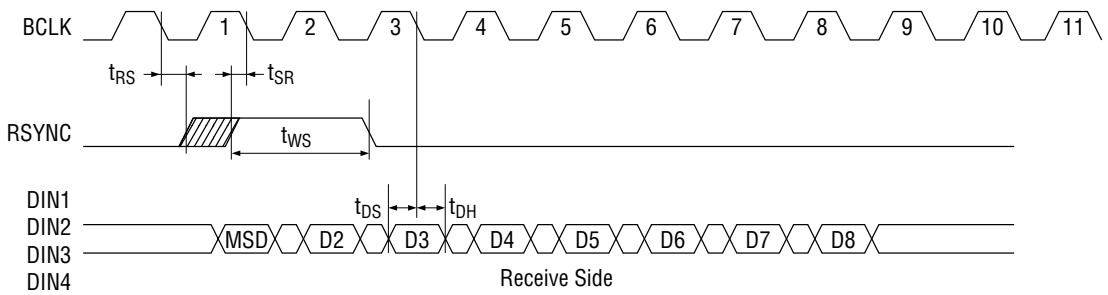 BCLK 1 2 3 4 5 6 7 8 9 10 11
tRS tSR
RSYNC tWS
DIN1
DIN2
DIN3
DIN4
tDS tDH
MSD D2 D3 D4 D5 D6 D7 D8
Receive Side